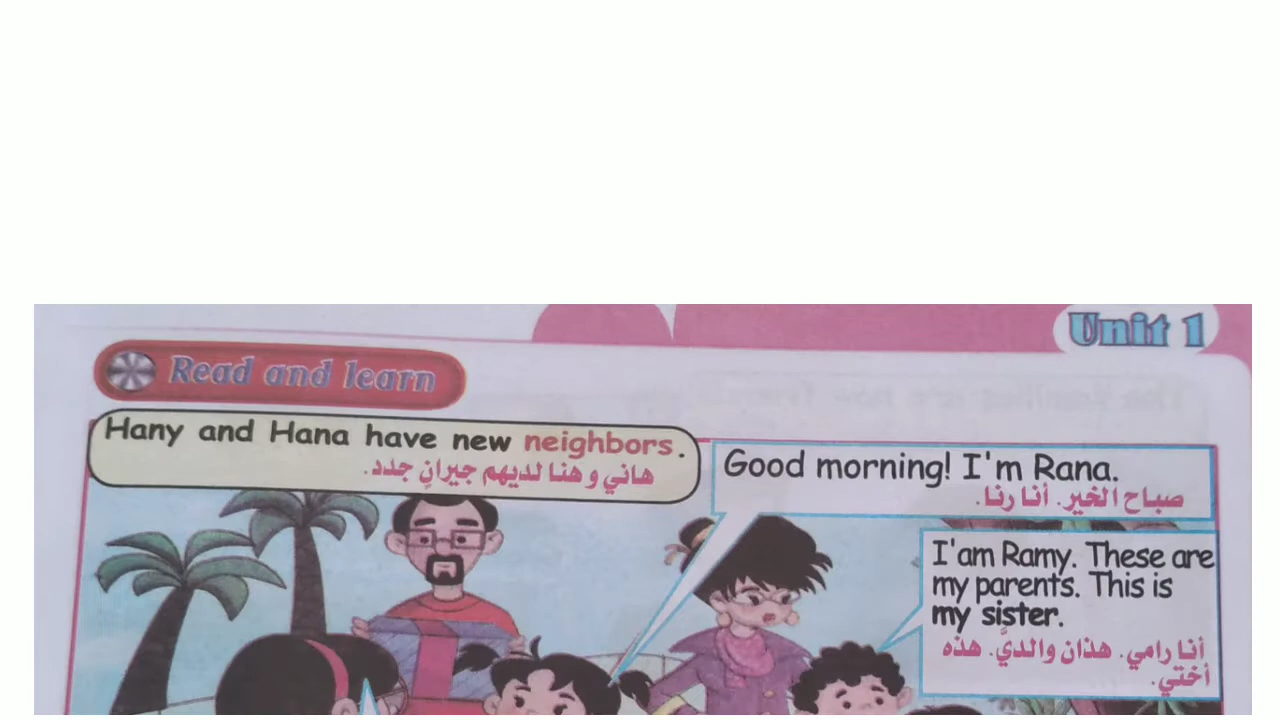 Unit 1
Read and learn
Hany and Hana have new neighbors.
هاني و هنا لديهم جيرانٍ جدد.
Good morning! I'm Rana.
صباح الخير. أنا رنا.
I'am Ramy. These are
my parents. This is
my sister.
أنا رامي. هذان والديَّ. هذه
أختي.